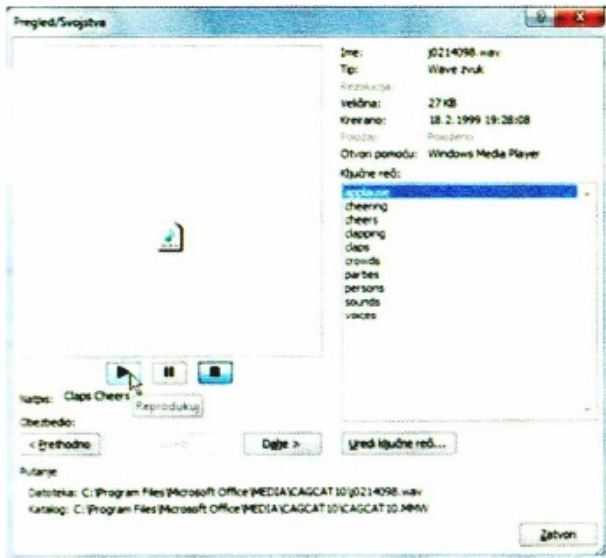 Pregled/Svojstva
Ime: j0214098.wav
Tip: Wave zvuk
Rezolucija:
Veličina: 27 KB
Kreirano: 18.2.1999 19:28:08
Položaj: Položeno
Otvori pomoću: Windows Media Player
Ključne reči:
applause
cheering
cheers
clapping
claps
crowds
parties
persons
sounds
voices
Natpis: Claps Cheers
Reprodukuj
Obezbedio:
< Prethodno
Dalje >
Uredi ključne reči...
Putanje
Datoteka: C:\Program Files\Microsoft Office\MEDIA\CAGCAT10\j0214098.wav
Katalog: C:\Program Files\Microsoft Office\MEDIA\CAGCAT10\CAGCAT10.MMW
Zatvori